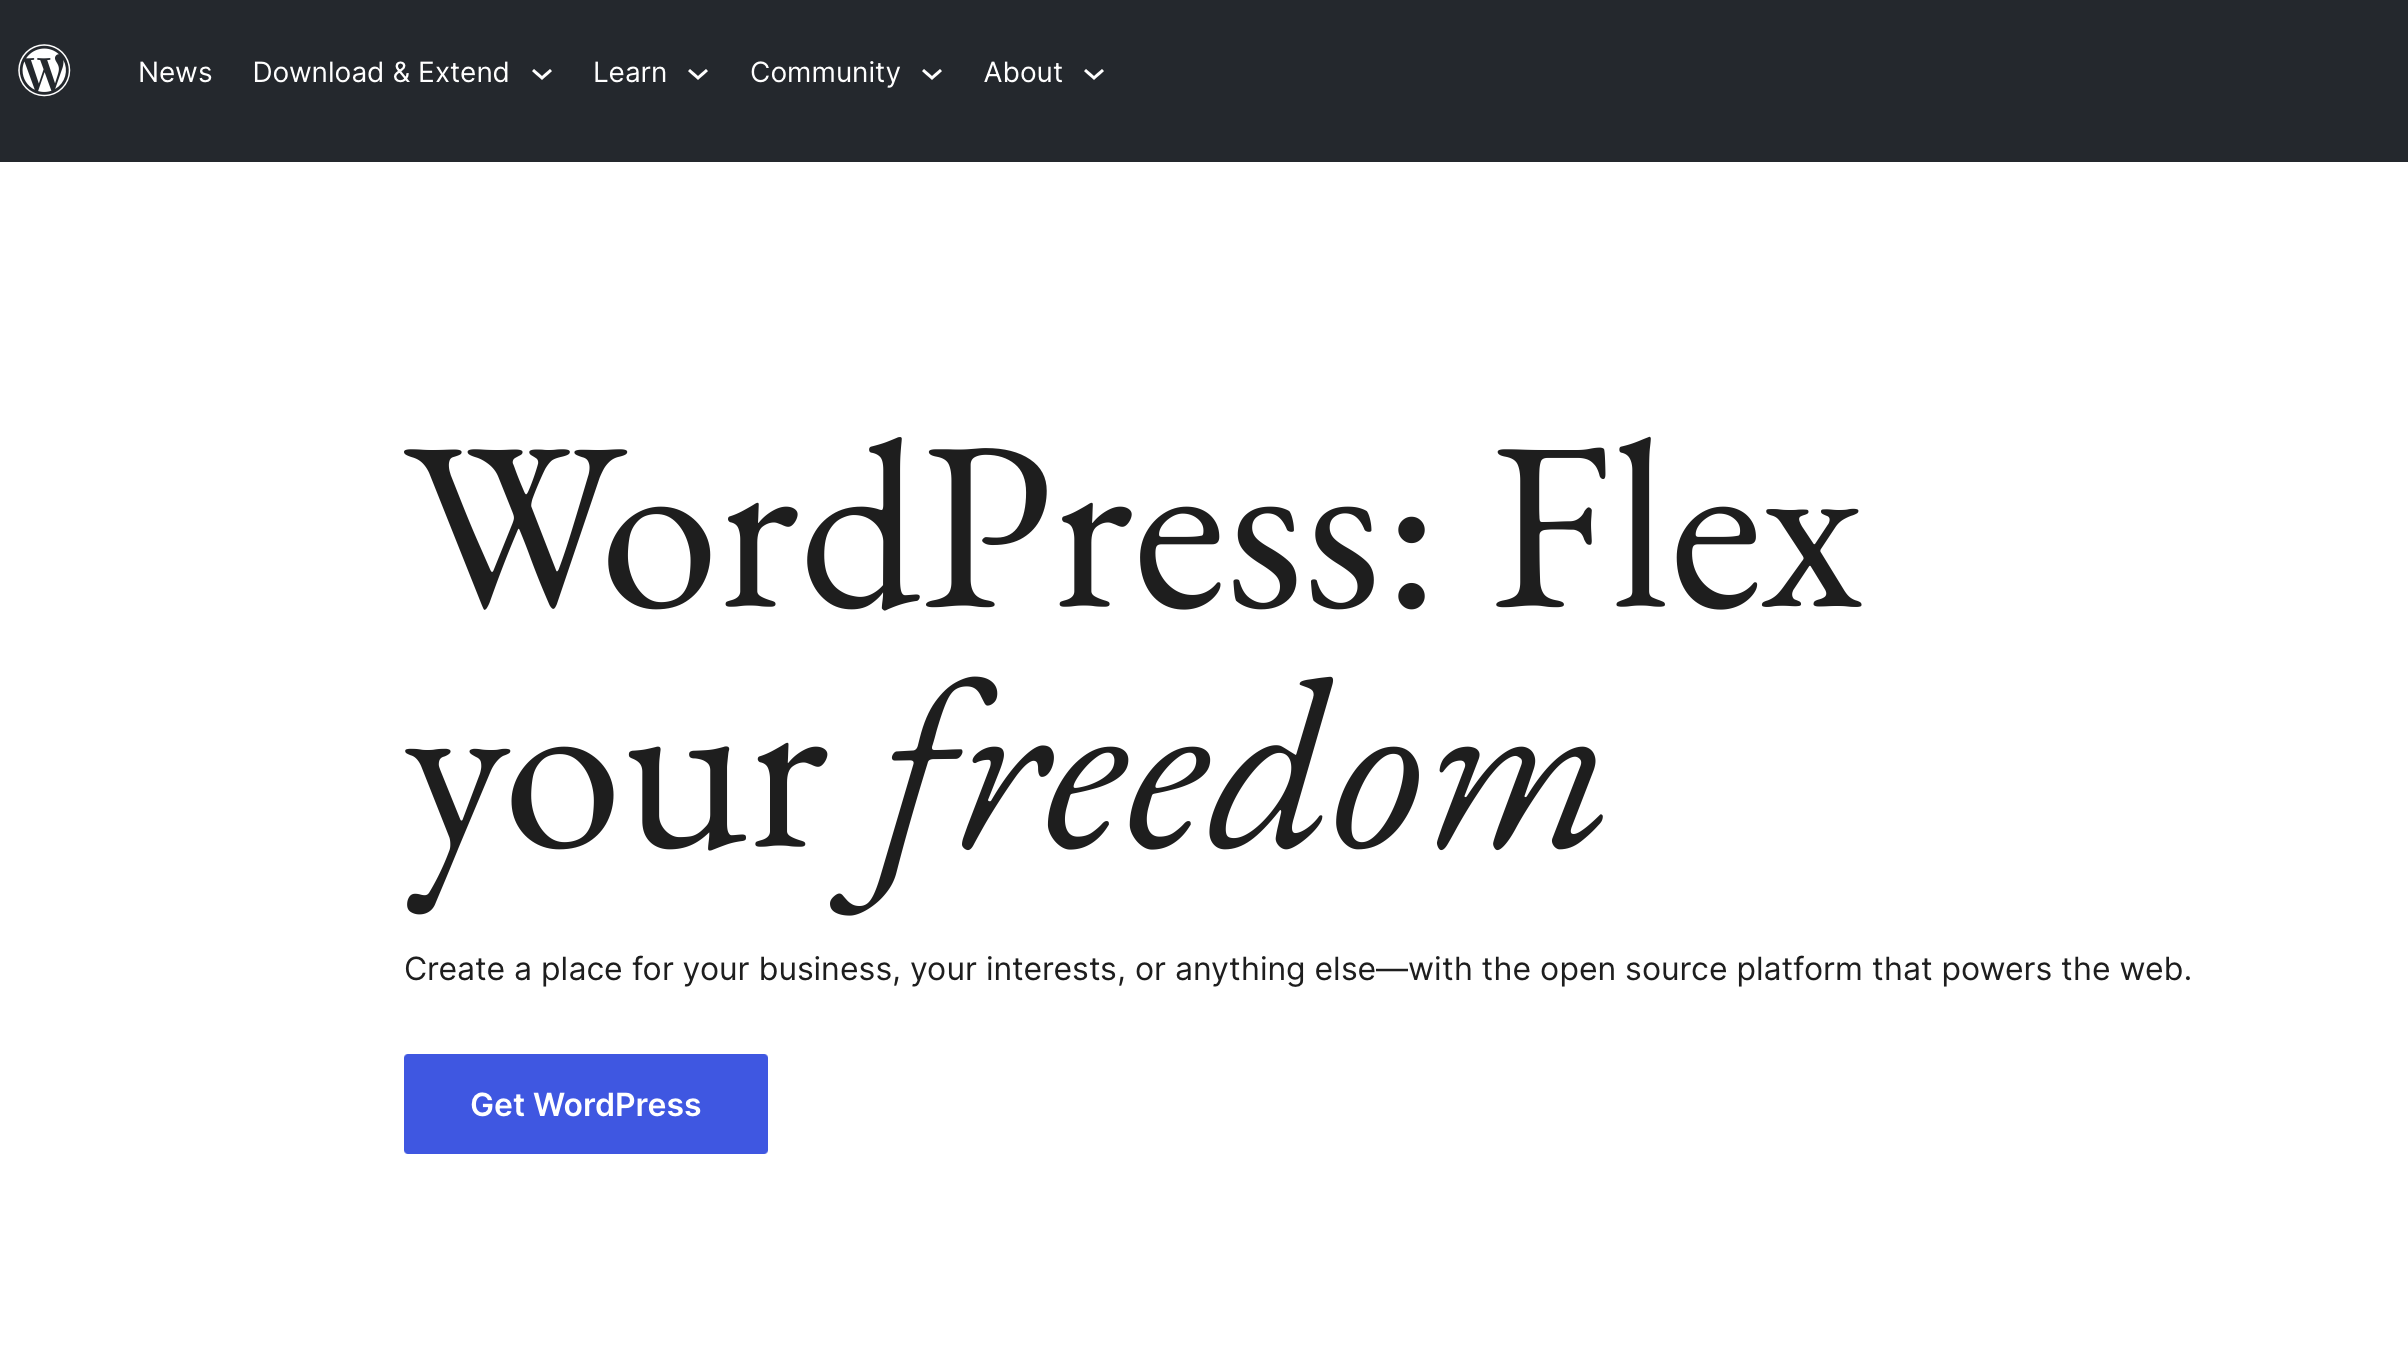 News
Download & Extend
Learn
Community
About
WordPress: Flex
your freedom
Create a place for your business, your interests, or anything else—with the open source platform that powers the web.
Get WordPress